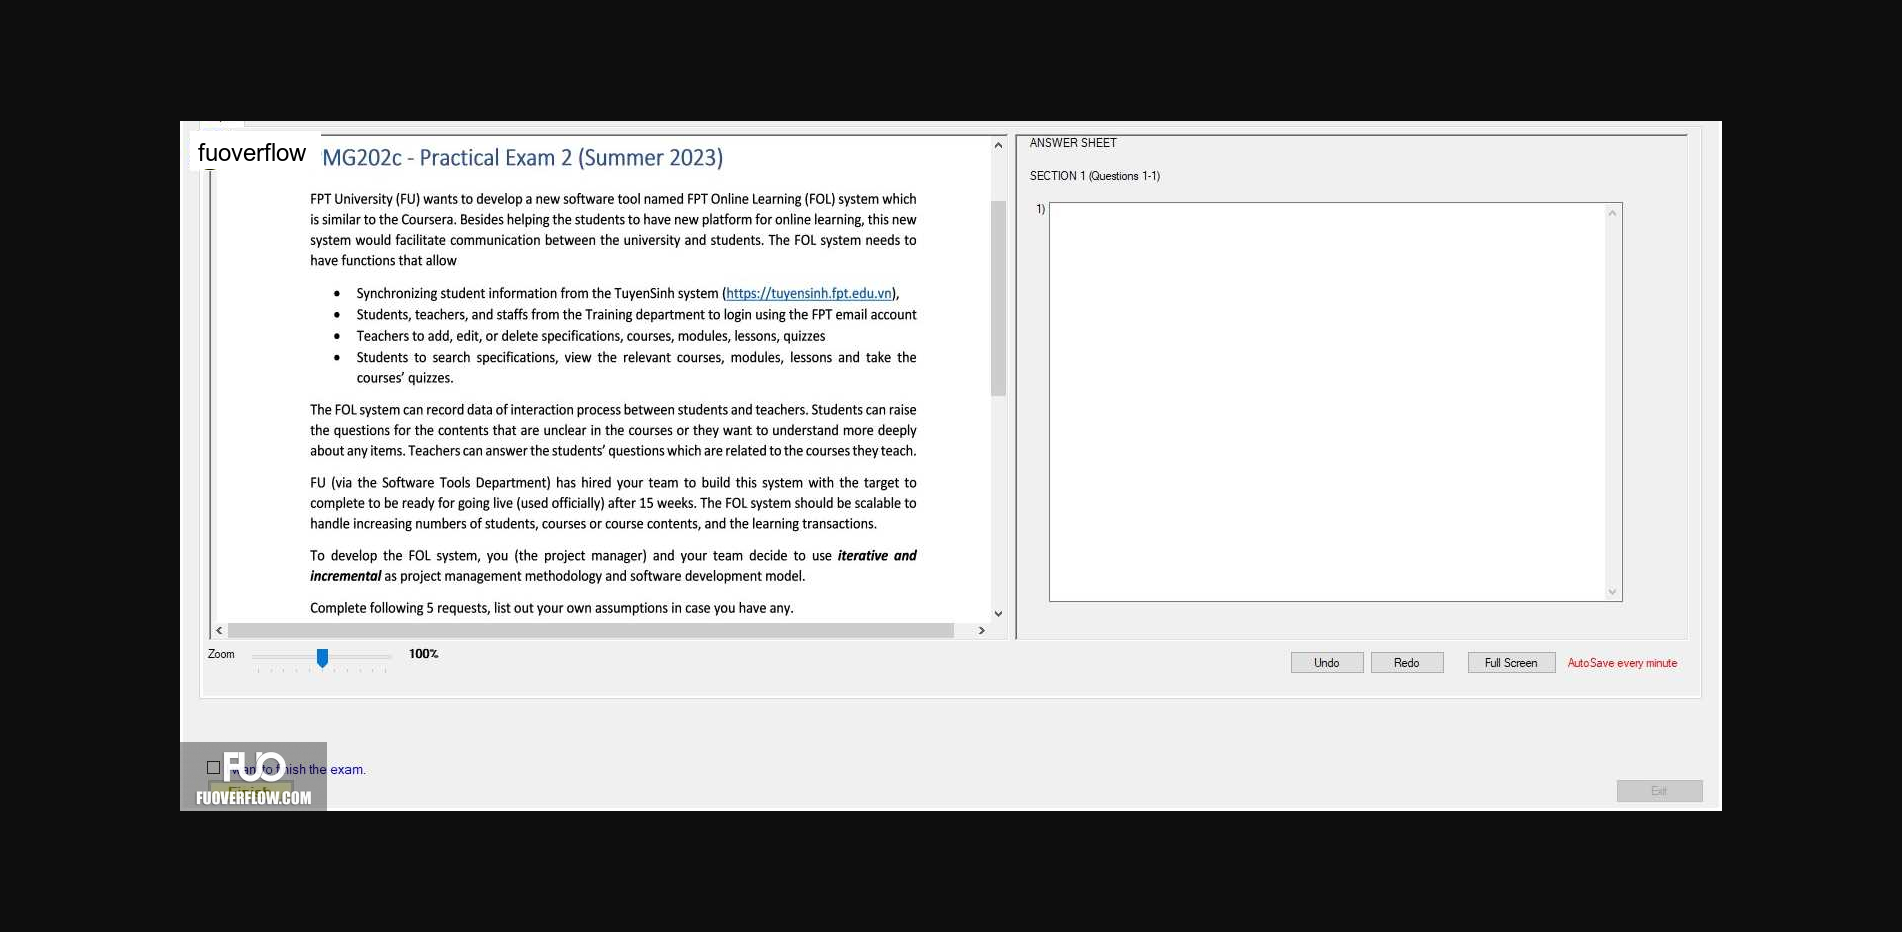 fuoverflow
MG202c - Practical Exam 2 (Summer 2023)
FPT University (FU) wants to develop a new software tool named FPT Online Learning (FOL) system which
is similar to the Coursera. Besides helping the students to have new platform for online learning, this new
system would facilitate communication between the university and students. The FOL system needs to
have functions that allow
• Synchronizing student information from the TuyenSinh system (https://tuyensinh.fpt.edu.vn),
• Students, teachers, and staffs from the Training department to login using the FPT email account
• Teachers to add, edit, or delete specifications, courses, modules, lessons, quizzes
• Students to search specifications, view the relevant courses, modules, lessons and take the
courses’ quizzes.
The FOL system can record data of interaction process between students and teachers. Students can raise
the questions for the contents that are unclear in the courses or they want to understand more deeply
about any items. Teachers can answer the students’ questions which are related to the courses they teach.
FU (via the Software Tools Department) has hired your team to build this system with the target to
complete to be ready for going live (used officially) after 15 weeks. The FOL system should be scalable to
handle increasing numbers of students, courses or course contents, and the learning transactions.
To develop the FOL system, you (the project manager) and your team decide to use iterative and
incremental as project management methodology and software development model.
Complete following 5 requests, list out your own assumptions in case you have any.
Zoom
100%
ANSWER SHEET
SECTION 1 (Questions 1-1)
1)
Undo
Redo
Full Screen
AutoSave every minute
want to finish the exam.
Finish
FUO
FUOVERFLOW.COM
Exit